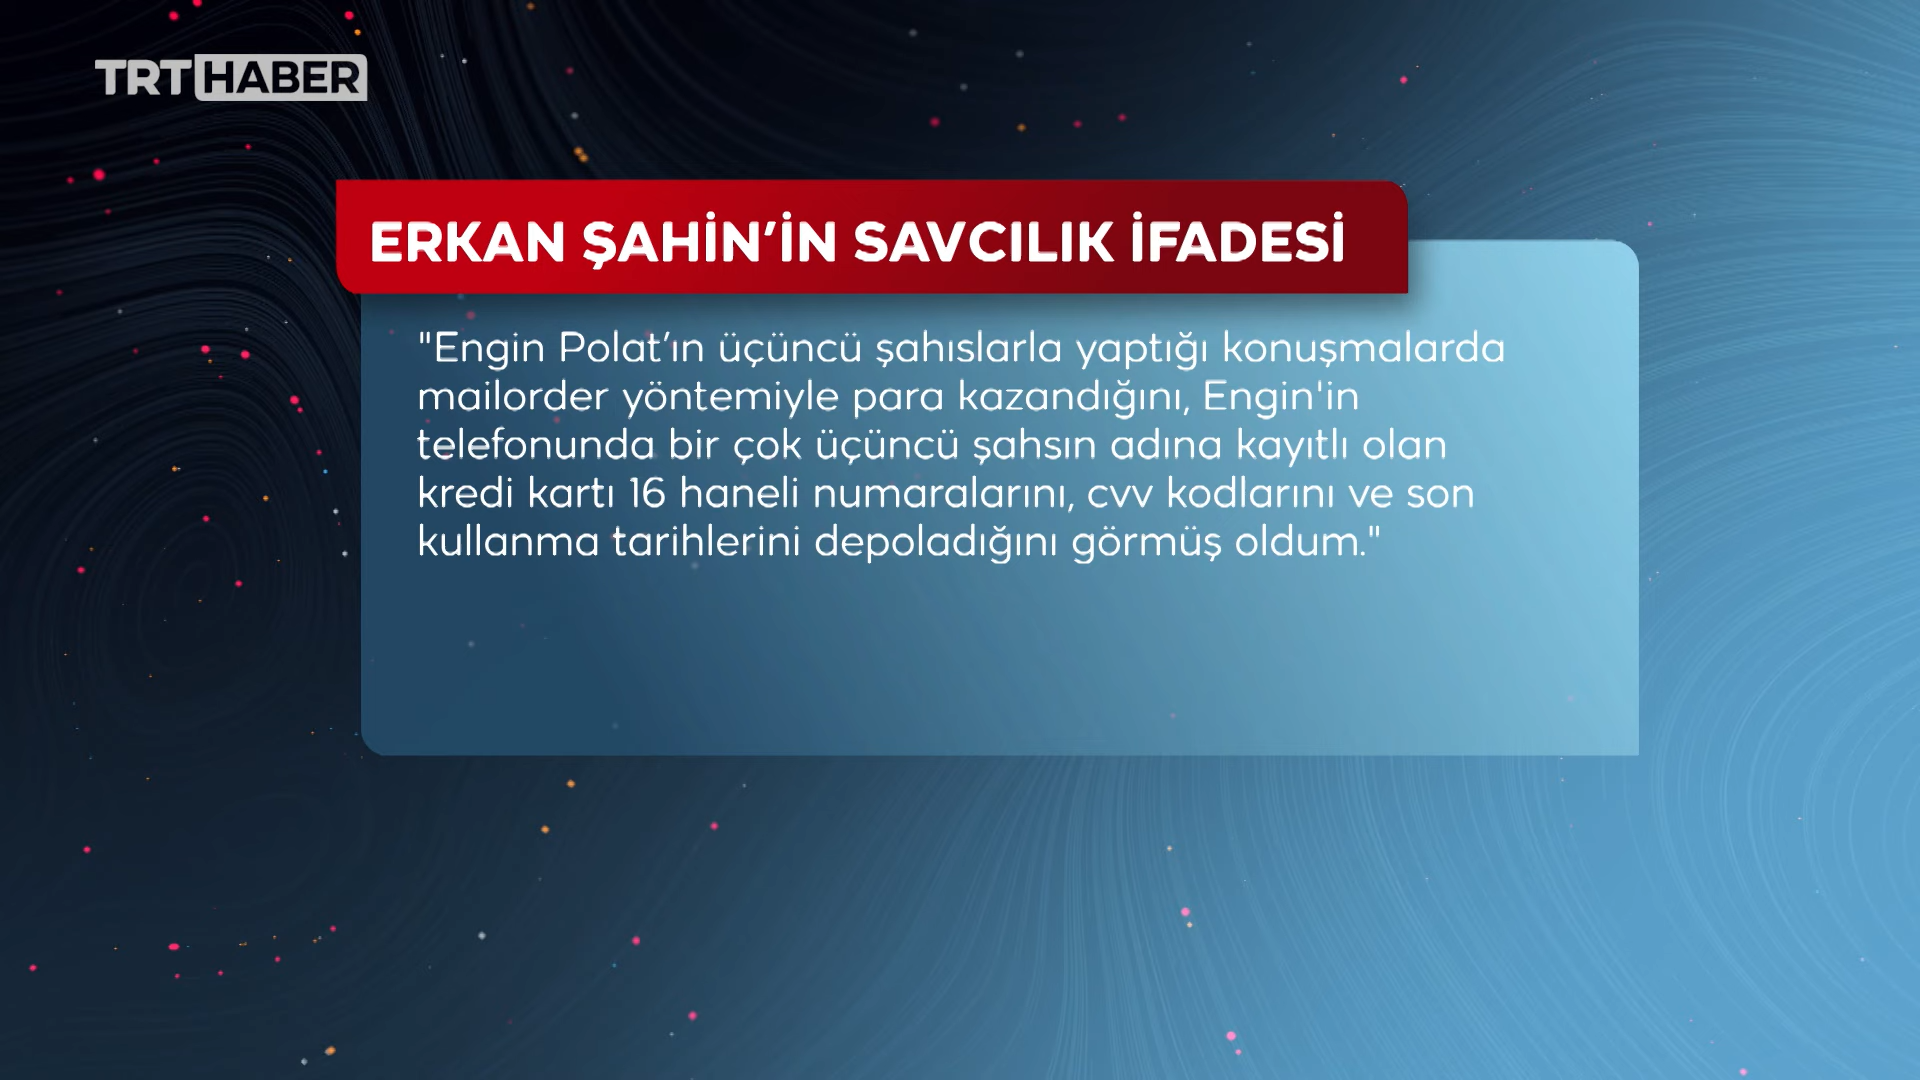 TRT HABER
ERKAN ŞAHİN’İN SAVCILIK İFADESİ
"Engin Polat’ın üçüncü şahıslarla yaptığı konuşmalarda
mailorder yöntemiyle para kazandığını, Engin'in
telefonunda bir çok üçüncü şahsın adına kayıtlı olan
kredi kartı 16 haneli numaralarını, cvv kodlarını ve son
kullanma tarihlerini depoladığını görmüş oldum."